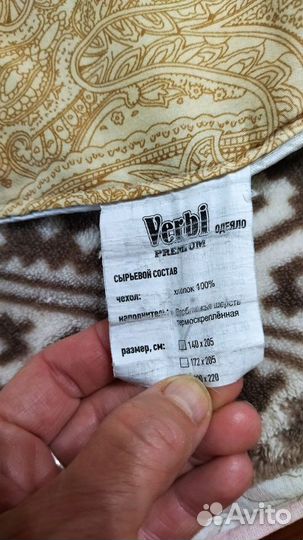 Verbi
PREMIUM
ОДЕЯЛО
СЫРЬЕВОЙ СОСТАВ
чехол: хлопок 100%
наполнитель: верблюжья шерсть
термоскреплённая
размер, см: 140 x 205
172 x 205
x 220
Avito